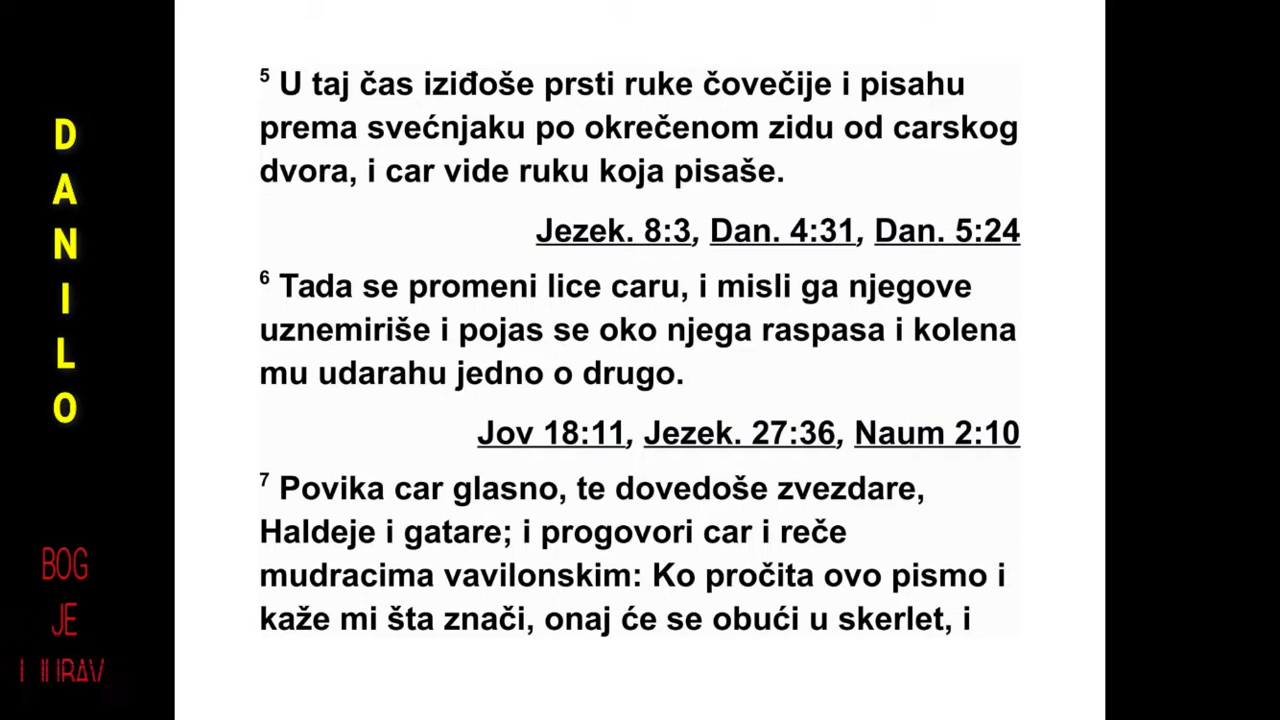 D
A
N
I
L
O
BOG
JE
5 U taj čas iziđoše prsti ruke čovečije i pisahu
prema svećnjaku po okrečenom zidu od carskog
dvora, i car vide ruku koja pisaše.
Jezek. 8:3, Dan. 4:31, Dan. 5:24
6 Tada se promeni lice caru, i misli ga njegove
uznemiriše i pojas se oko njega raspasa i kolena
mu udarahu jedno o drugo.
Jov 18:11, Jezek. 27:36, Naum 2:10
7 Povika car glasno, te dovedoše zvezdare,
Haldeje i gatare; i progovori car i reče
mudracima vavilonskim: Ko pročita ovo pismo i
kaže mi šta znači, onaj će se obući u skerlet, i